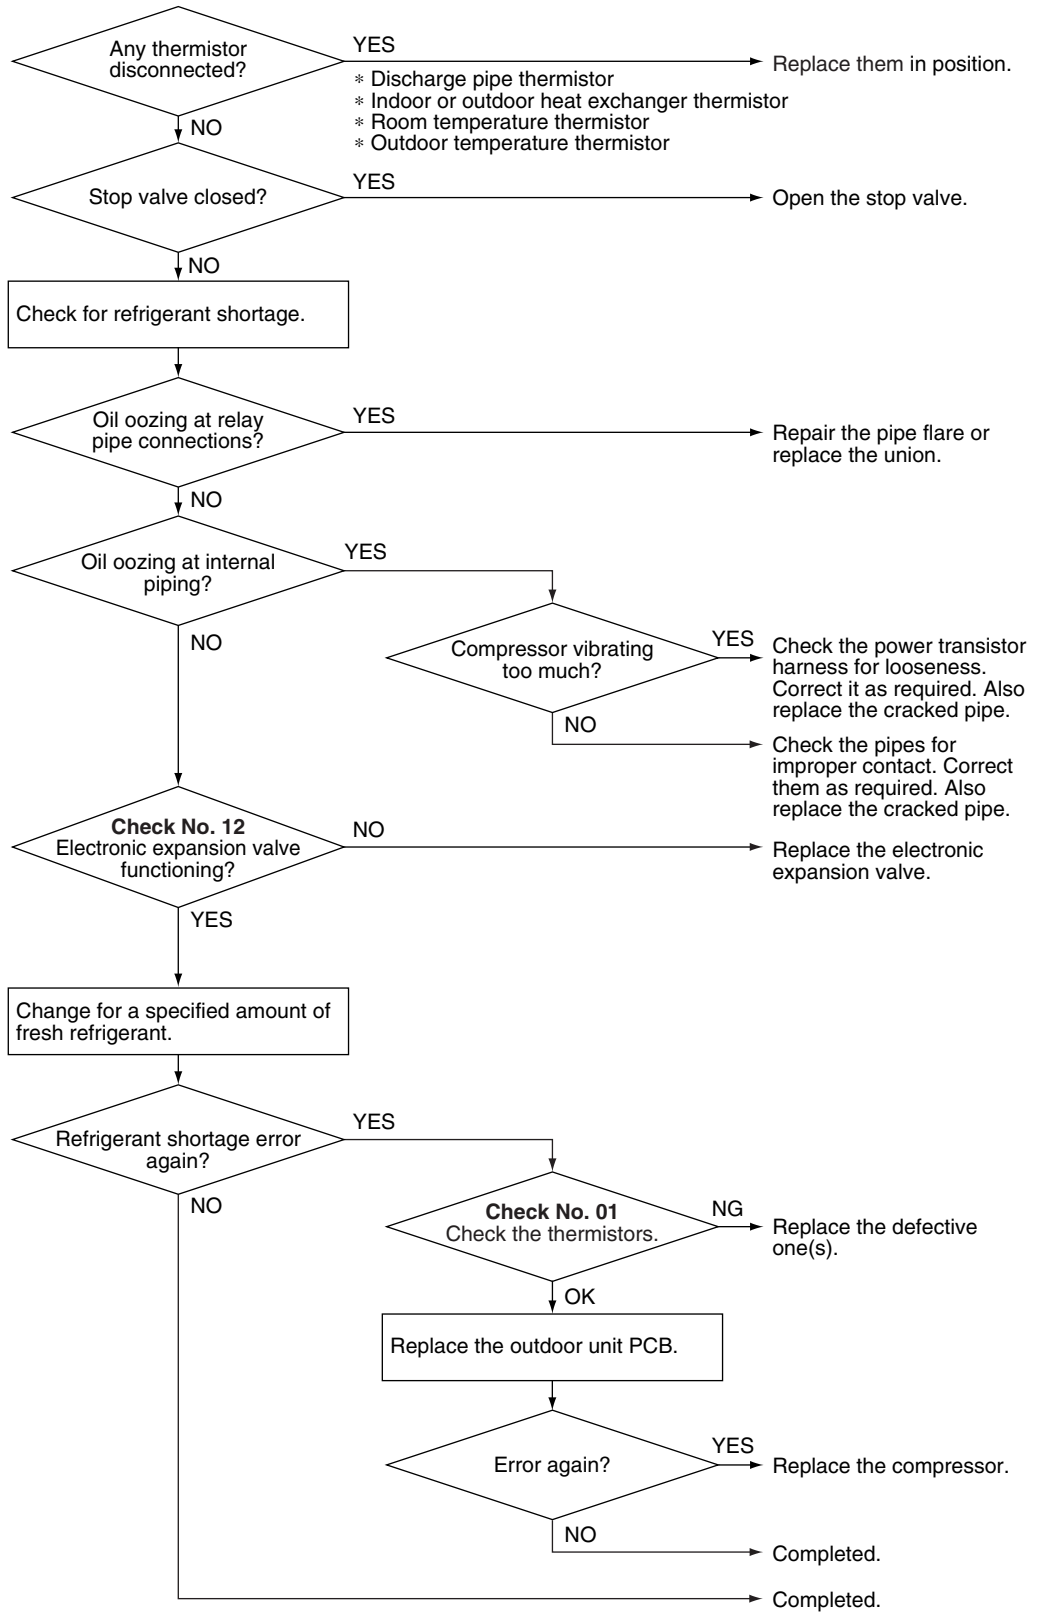 Any thermistor
disconnected?
YES
Replace them in position.
* Discharge pipe thermistor
* Indoor or outdoor heat exchanger thermistor
* Room temperature thermistor
* Outdoor temperature thermistor
NO
Stop valve closed?
YES
Open the stop valve.
NO
Check for refrigerant shortage.
Oil oozing at relay
pipe connections?
YES
Repair the pipe flare or
replace the union.
NO
Oil oozing at internal
piping?
YES
NO
Compressor vibrating
too much?
YES
Check the power transistor
harness for looseness.
Correct it as required. Also
replace the cracked pipe.
NO
Check the pipes for
improper contact. Correct
them as required. Also
replace the cracked pipe.
Check No. 12
Electronic expansion valve
functioning?
NO
Replace the electronic
expansion valve.
YES
Change for a specified amount of
fresh refrigerant.
Refrigerant shortage error
again?
YES
NO
Check No. 01
Check the thermistors.
NG
Replace the defective
one(s).
OK
Replace the outdoor unit PCB.
Error again?
YES
Replace the compressor.
NO
Completed.
Completed.